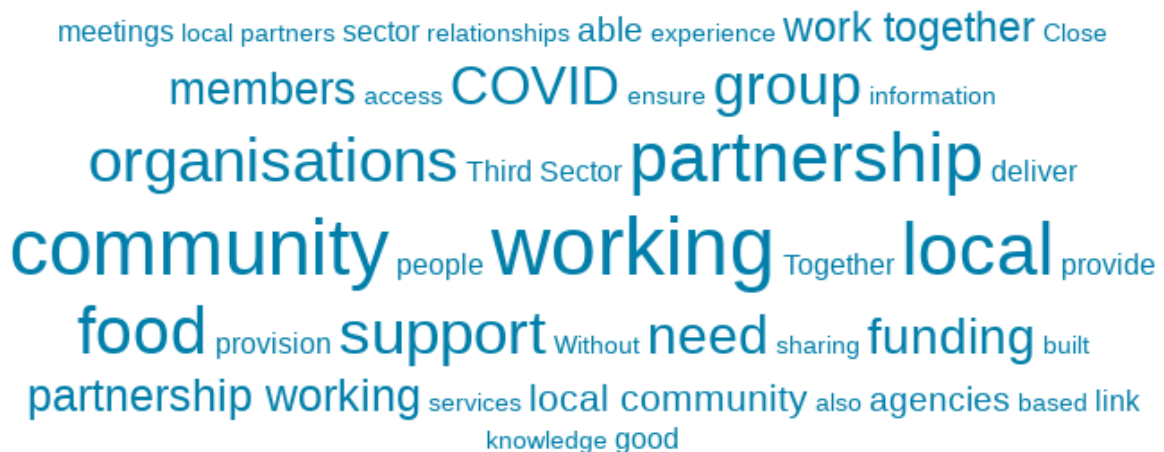 meetings local partners sector relationships able experience work together Close
members access COVID ensure group information
organisations Third Sector partnership deliver
community people working Together local provide
food provision support Without need sharing funding built
partnership working services local community also agencies based link
knowledge good